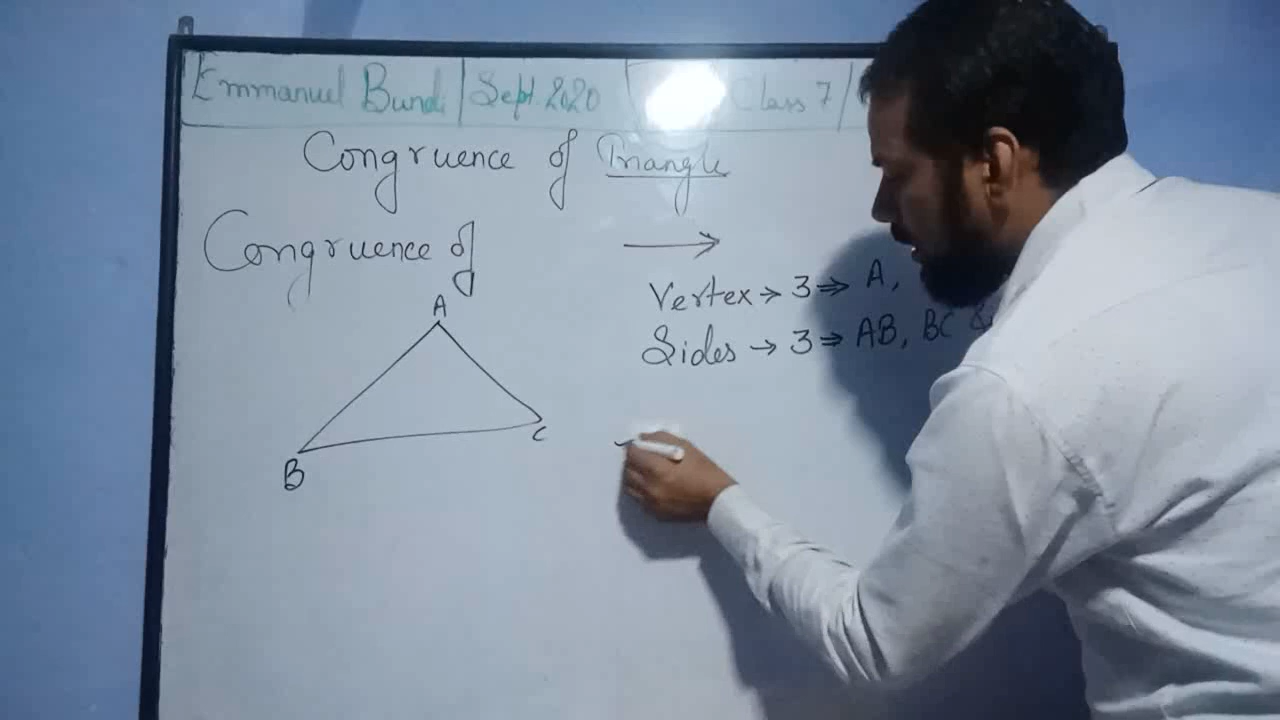 Emmanuel Bundi Sept. 2020 Class 7
Congruence of Triangle
Congruence of
Vertex → 3 ⇒ A,
Sides → 3 ⇒ AB, BC &
A
B
C